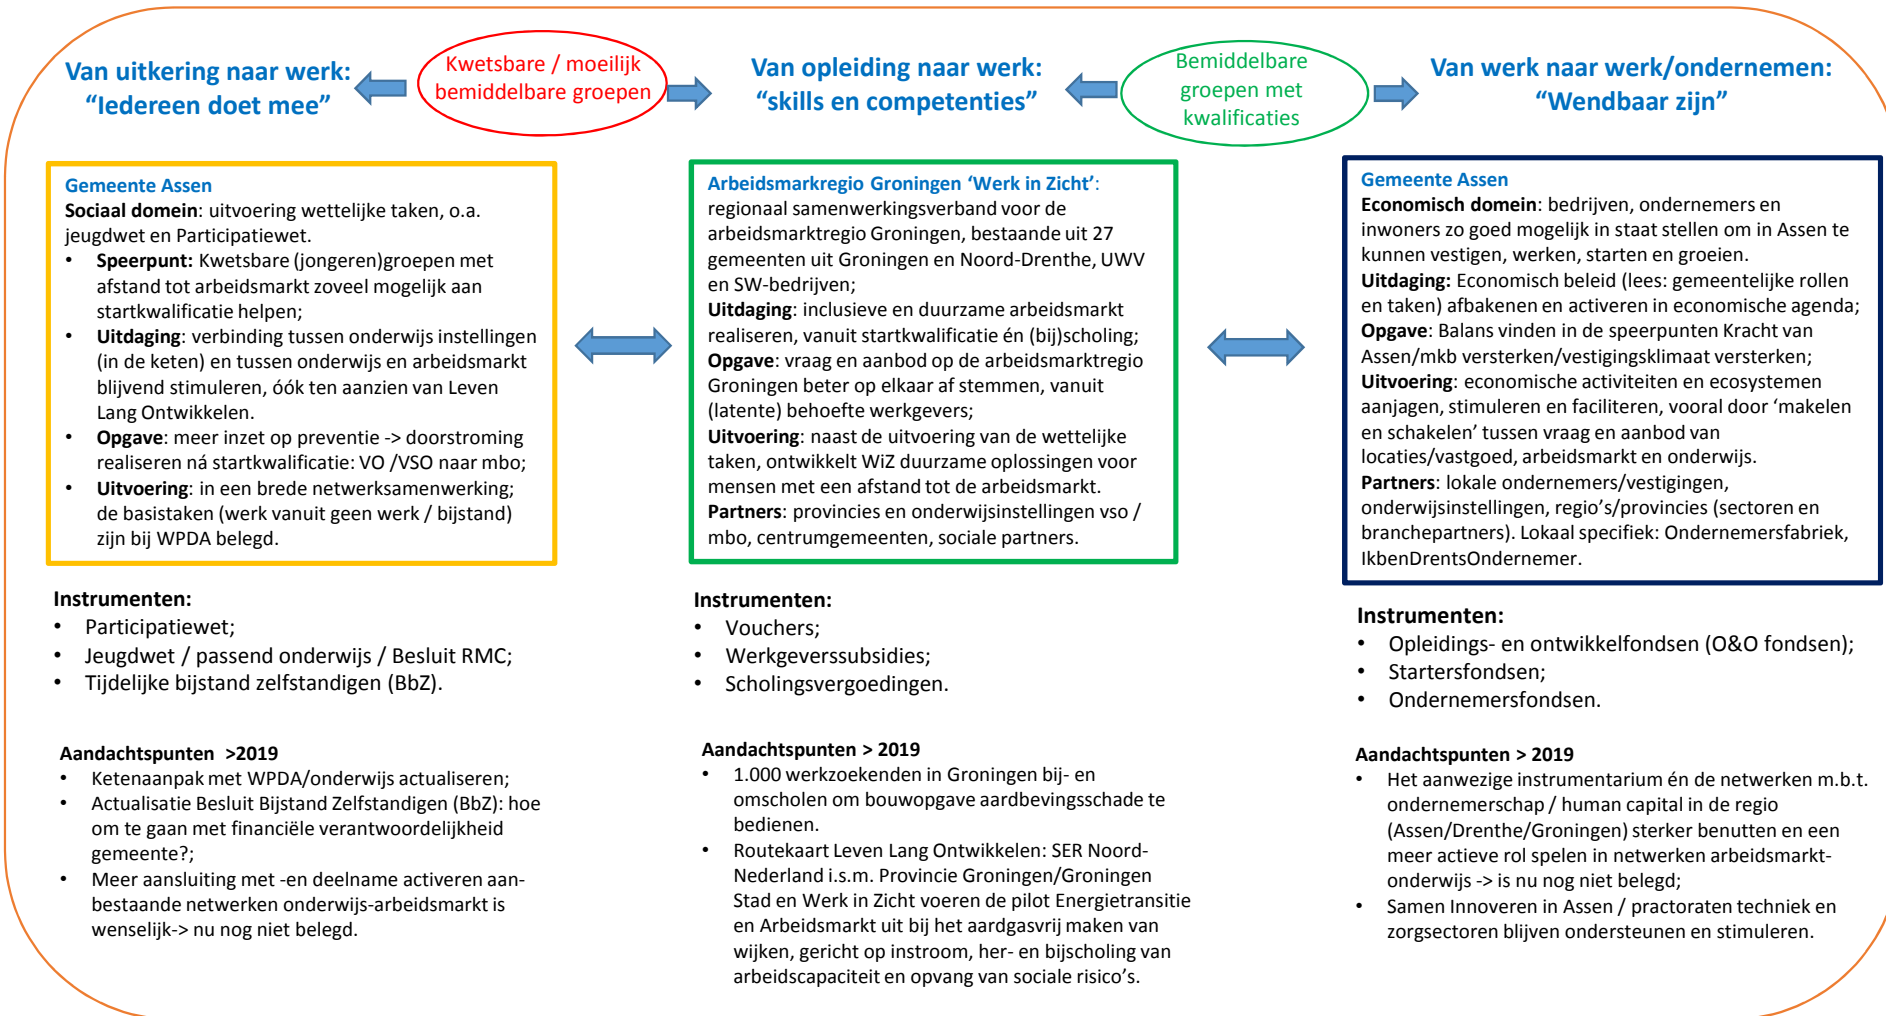 Van uitkering naar werk:
“Iedereen doet mee”
Kwetsbare / moeilijk
bemiddelbare groepen
Van opleiding naar werk:
“skills en competenties”
Bemiddelbare
groepen met
kwalificaties
Van werk naar werk/ondernemen:
“Wendbaar zijn”
Gemeente Assen
Sociaal domein: uitvoering wettelijke taken, o.a.
jeugdwet en Participatiewet.
• Speerpunt: Kwetsbare (jongeren)groepen met
afstand tot arbeidsmarkt zoveel mogelijk aan
startkwalificatie helpen;
• Uitdaging: verbinding tussen onderwijs instellingen
(in de keten) en tussen onderwijs en arbeidsmarkt
blijvend stimuleren, óók ten aanzien van Leven
Lang Ontwikkelen.
• Opgave: meer inzet op preventie -> doorstroming
realiseren ná startkwalificatie: VO /VSO naar mbo;
• Uitvoering: in een brede netwerksamenwerking;
de basistaken (werk vanuit geen werk / bijstand)
zijn bij WPDA belegd.
Instrumenten:
• Participatiewet;
• Jeugdwet / passend onderwijs / Besluit RMC;
• Tijdelijke bijstand zelfstandigen (BbZ).
Aandachtspunten >2019
• Ketenaanpak met WPDA/onderwijs actualiseren;
• Actualisatie Besluit Bijstand Zelfstandigen (BbZ): hoe
om te gaan met financiële verantwoordelijkheid
gemeente?;
• Meer aansluiting met -en deelname activeren aan-
bestaande netwerken onderwijs-arbeidsmarkt is
wenselijk-> nu nog niet belegd.
Arbeidsmarkregio Groningen ‘Werk in Zicht’:
regionaal samenwerkingsverband voor de
arbeidsmarktregio Groningen, bestaande uit 27
gemeenten uit Groningen en Noord-Drenthe, UWV
en SW-bedrijven;
Uitdaging: inclusieve en duurzame arbeidsmarkt
realiseren, vanuit startkwalificatie én (bij)scholing;
Opgave: vraag en aanbod op de arbeidsmarktregio
Groningen beter op elkaar af stemmen, vanuit
(latente) behoefte werkgevers;
Uitvoering: naast de uitvoering van de wettelijke
taken, ontwikkelt WiZ duurzame oplossingen voor
mensen met een afstand tot de arbeidsmarkt.
Partners: provincies en onderwijsinstellingen vso /
mbo, centrumgemeenten, sociale partners.
Instrumenten:
• Vouchers;
• Werkgeverssubsidies;
• Scholingsvergoedingen.
Aandachtspunten > 2019
• 1.000 werkzoekenden in Groningen bij- en
omscholen om bouwopgave aardbevingsschade te
bedienen.
• Routekaart Leven Lang Ontwikkelen: SER Noord-
Nederland i.s.m. Provincie Groningen/Groningen
Stad en Werk in Zicht voeren de pilot Energietransitie
en Arbeidsmarkt uit bij het aardgasvrij maken van
wijken, gericht op instroom, her- en bijscholing van
arbeidscapaciteit en opvang van sociale risico’s.
Gemeente Assen
Economisch domein: bedrijven, ondernemers en
inwoners zo goed mogelijk in staat stellen om in Assen te
kunnen vestigen, werken, starten en groeien.
Uitdaging: Economisch beleid (lees: gemeentelijke rollen
en taken) afbakenen en activeren in economische agenda;
Opgave: Balans vinden in de speerpunten Kracht van
Assen/mkb versterken/vestigingsklimaat versterken;
Uitvoering: economische activiteiten en ecosystemen
aanjagen, stimuleren en faciliteren, vooral door ‘makelen
en schakelen’ tussen vraag en aanbod van
locaties/vastgoed, arbeidsmarkt en onderwijs.
Partners: lokale ondernemers/vestigingen,
onderwijsinstellingen, regio’s/provincies (sectoren en
branchepartners). Lokaal specifiek: Ondernemersfabriek,
IkbenDrentsOndernemer.
Instrumenten:
• Opleidings- en ontwikkelfondsen (O&O fondsen);
• Startersfondsen;
• Ondernemersfondsen.
Aandachtspunten > 2019
• Het aanwezige instrumentarium én de netwerken m.b.t.
ondernemerschap / human capital in de regio
(Assen/Drenthe/Groningen) sterker benutten en een
meer actieve rol spelen in netwerken arbeidsmarkt-
onderwijs -> is nu nog niet belegd;
• Samen Innoveren in Assen / practoraten techniek en
zorgsectoren blijven ondersteunen en stimuleren.